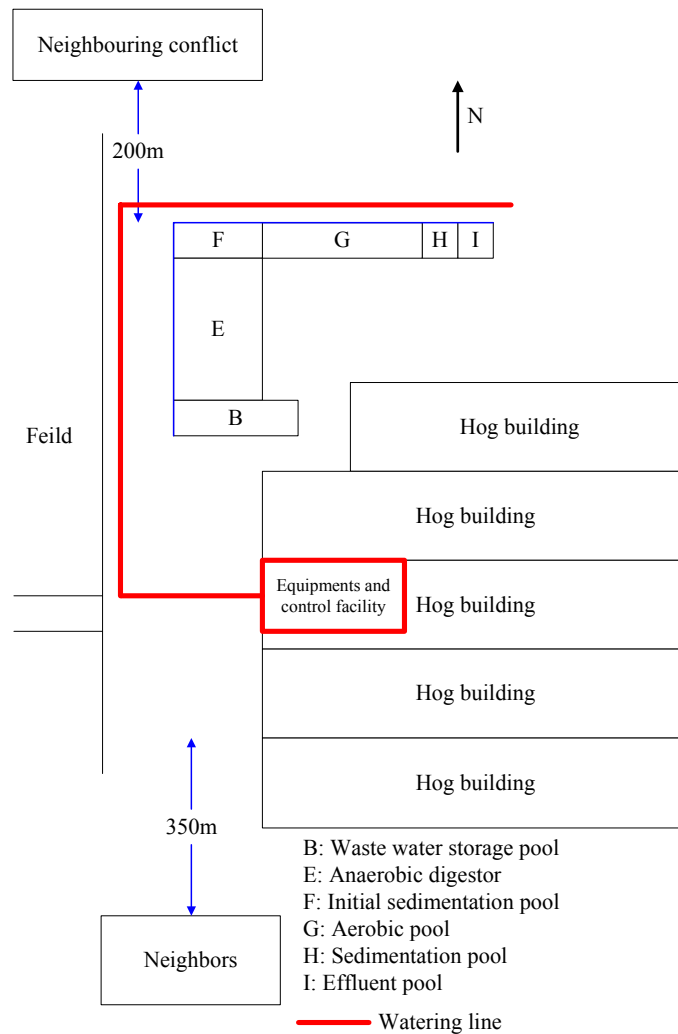 Neighbouring conflict
N
200m
F
G
H
I
E
B
Hog building
Feild
Hog building
Equipments and
control facility
Hog building
Hog building
Hog building
350m
B: Waste water storage pool
E: Anaerobic digestor
F: Initial sedimentation pool
G: Aerobic pool
H: Sedimentation pool
I: Effluent pool
Neighbors
Watering line